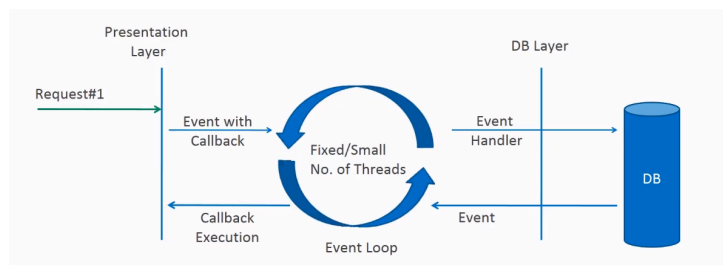 Presentation
Layer
DB Layer
Request#1
Event with
Callback
Fixed/Small
No. of Threads
Event
Handler
DB
Callback
Execution
Event
Event Loop